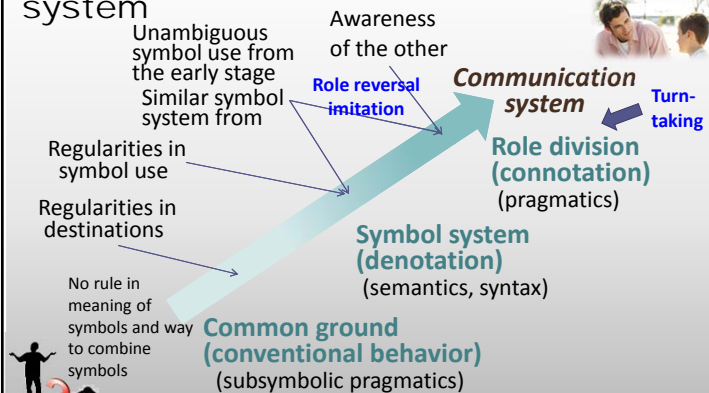 system
Unambiguous
symbol use from
the early stage
Similar symbol
system from
Awareness
of the other
Role reversal
imitation
Communication
system
Turn-
taking
Regularities in
symbol use
Role division
(connotation)
(pragmatics)
Regularities in
destinations
Symbol system
(denotation)
(semantics, syntax)
No rule in
meaning of
symbols and way
to combine
symbols
Common ground
(conventional behavior)
(subsymbolic pragmatics)